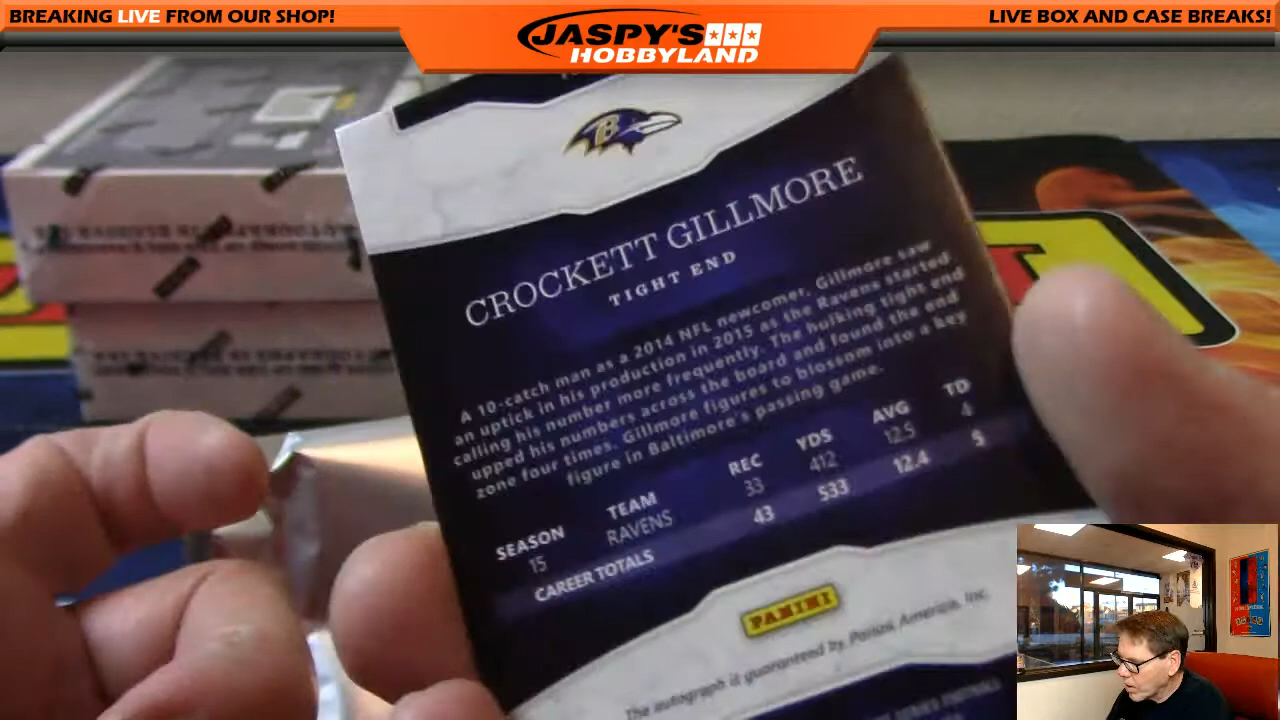 BREAKING LIVE FROM OUR SHOP!
JASPY'S
HOBBYLAND
LIVE BOX AND CASE BREAKS!
B
CROCKETT GILLMORE
TIGHT END
A 10-catch man as a 2014 NFL newcomer, Gillmore saw
an uptick in his production in 2015 as the Ravens started
calling his number more frequently. The hulking tight end
upped his numbers across the board and found the end
zone four times. Gillmore figures to blossom into a key
figure in Baltimore's passing game.
SEASON TEAM REC YDS AVG TD
15 RAVENS 33 412 12.5 4
CAREER TOTALS 43 533 12.4 5
PANINI
The autograph is guaranteed by Panini America, Inc.